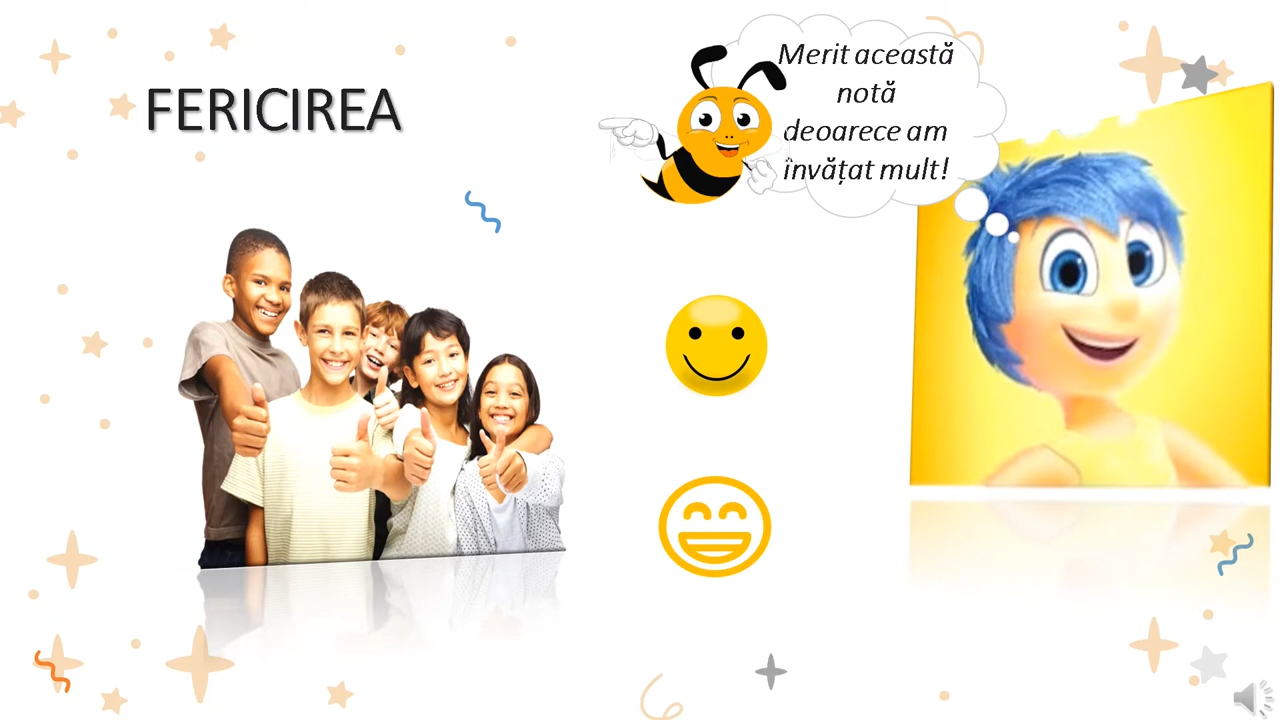 FERICIREA
Merit această
notă
deoarece am
învățat mult!